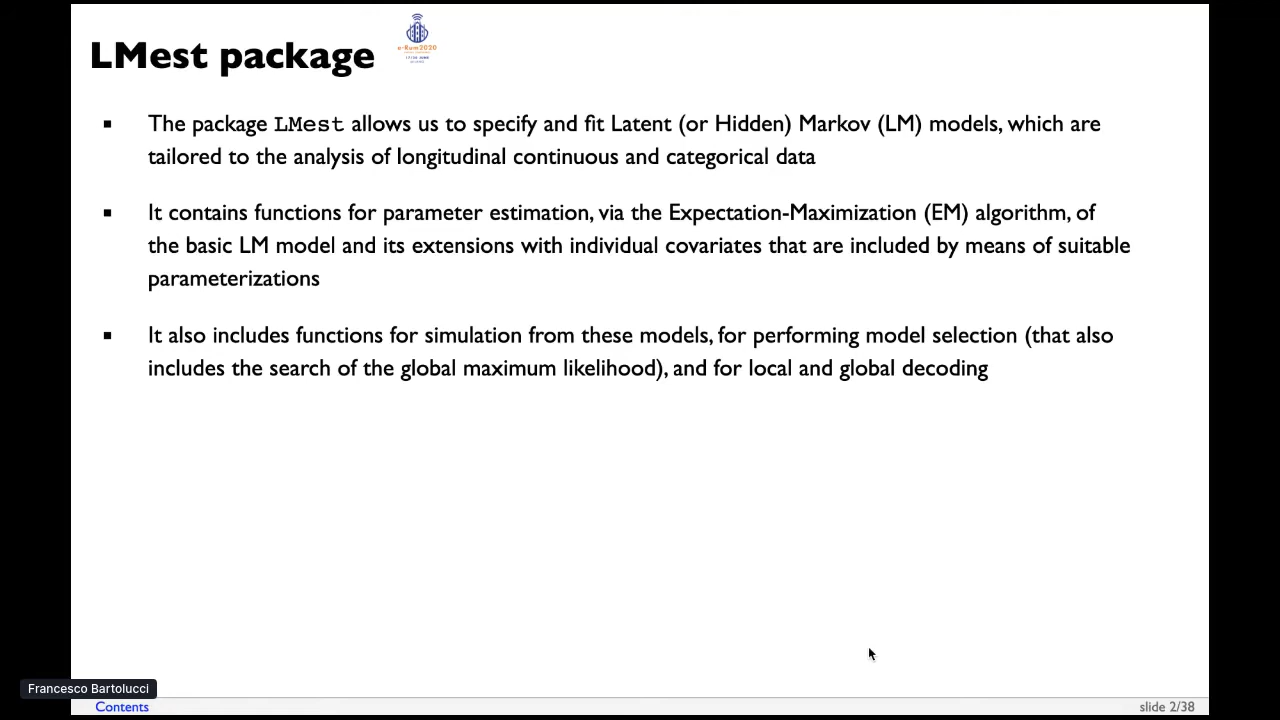 LMest package
e-Rum2020
The package LMest allows us to specify and fit Latent (or Hidden) Markov (LM) models, which are
tailored to the analysis of longitudinal continuous and categorical data
It contains functions for parameter estimation, via the Expectation-Maximization (EM) algorithm, of
the basic LM model and its extensions with individual covariates that are included by means of suitable
parameterizations
It also includes functions for simulation from these models, for performing model selection (that also
includes the search of the global maximum likelihood), and for local and global decoding
Francesco Bartolucci
Contents
slide 2/38